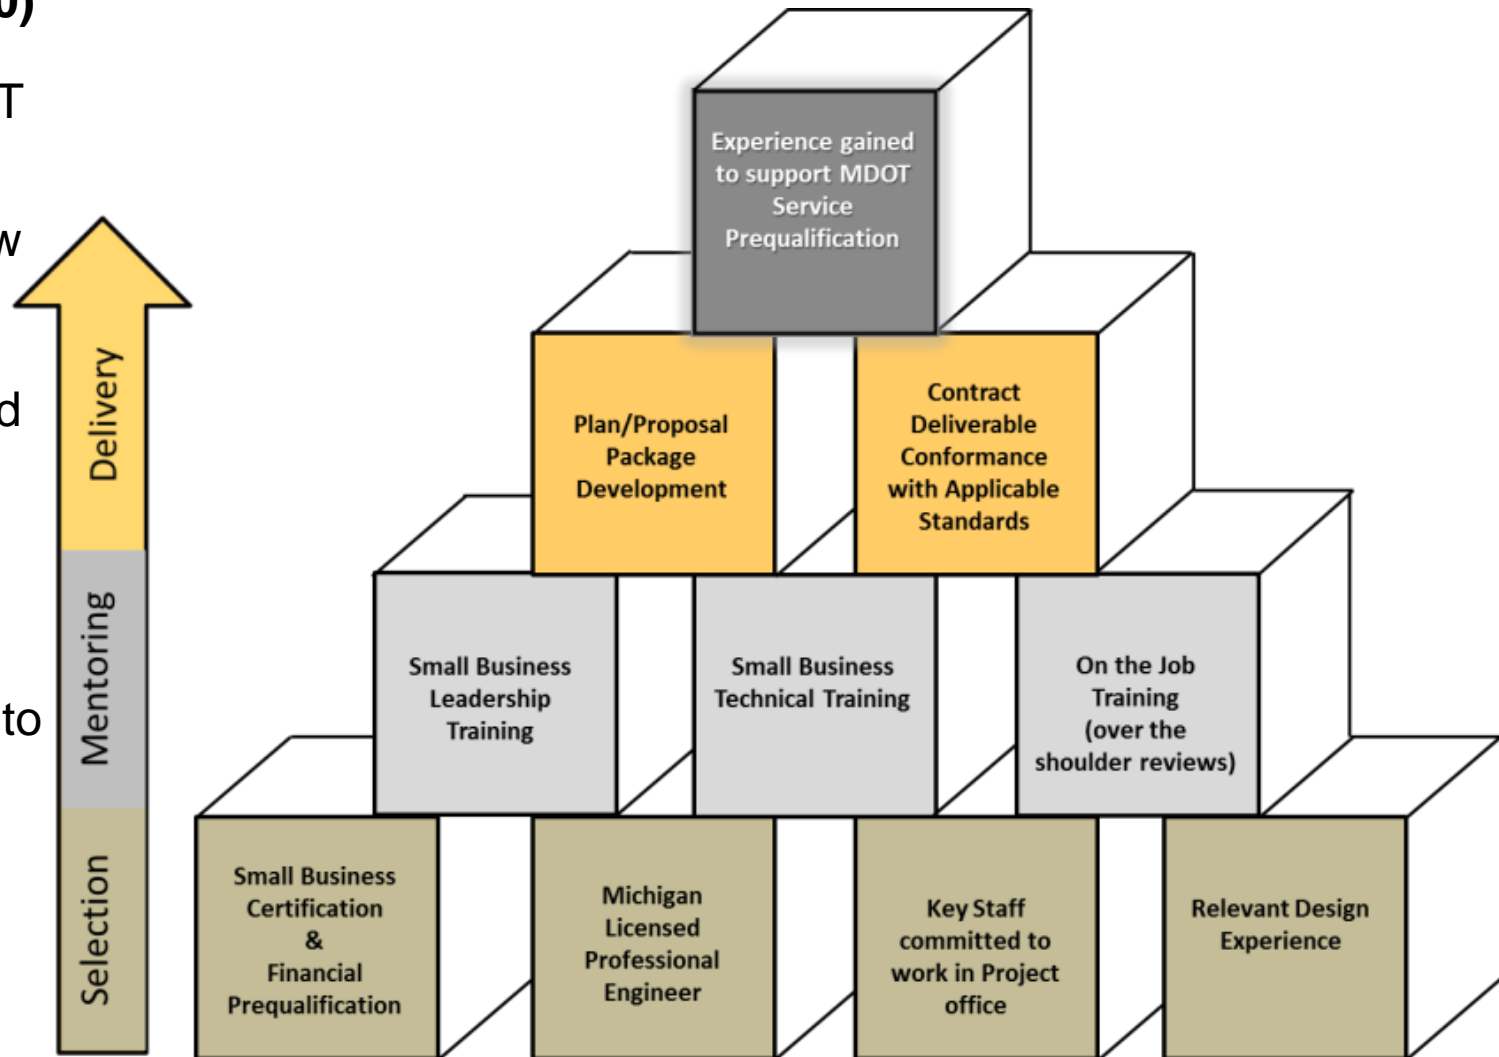 0)
T
w
d
to
Delivery
Mentoring
Selection
Experience gained
to support MDOT
Service
Prequalification
Plan/Proposal
Package
Development
Contract
Deliverable
Conformance
with Applicable
Standards
Small Business
Leadership
Training
Small Business
Technical Training
On the Job
Training
(over the
shoulder reviews)
Small Business
Certification
&
Financial
Prequalification
Michigan
Licensed
Professional
Engineer
Key Staff
committed to
work in Project
office
Relevant Design
Experience